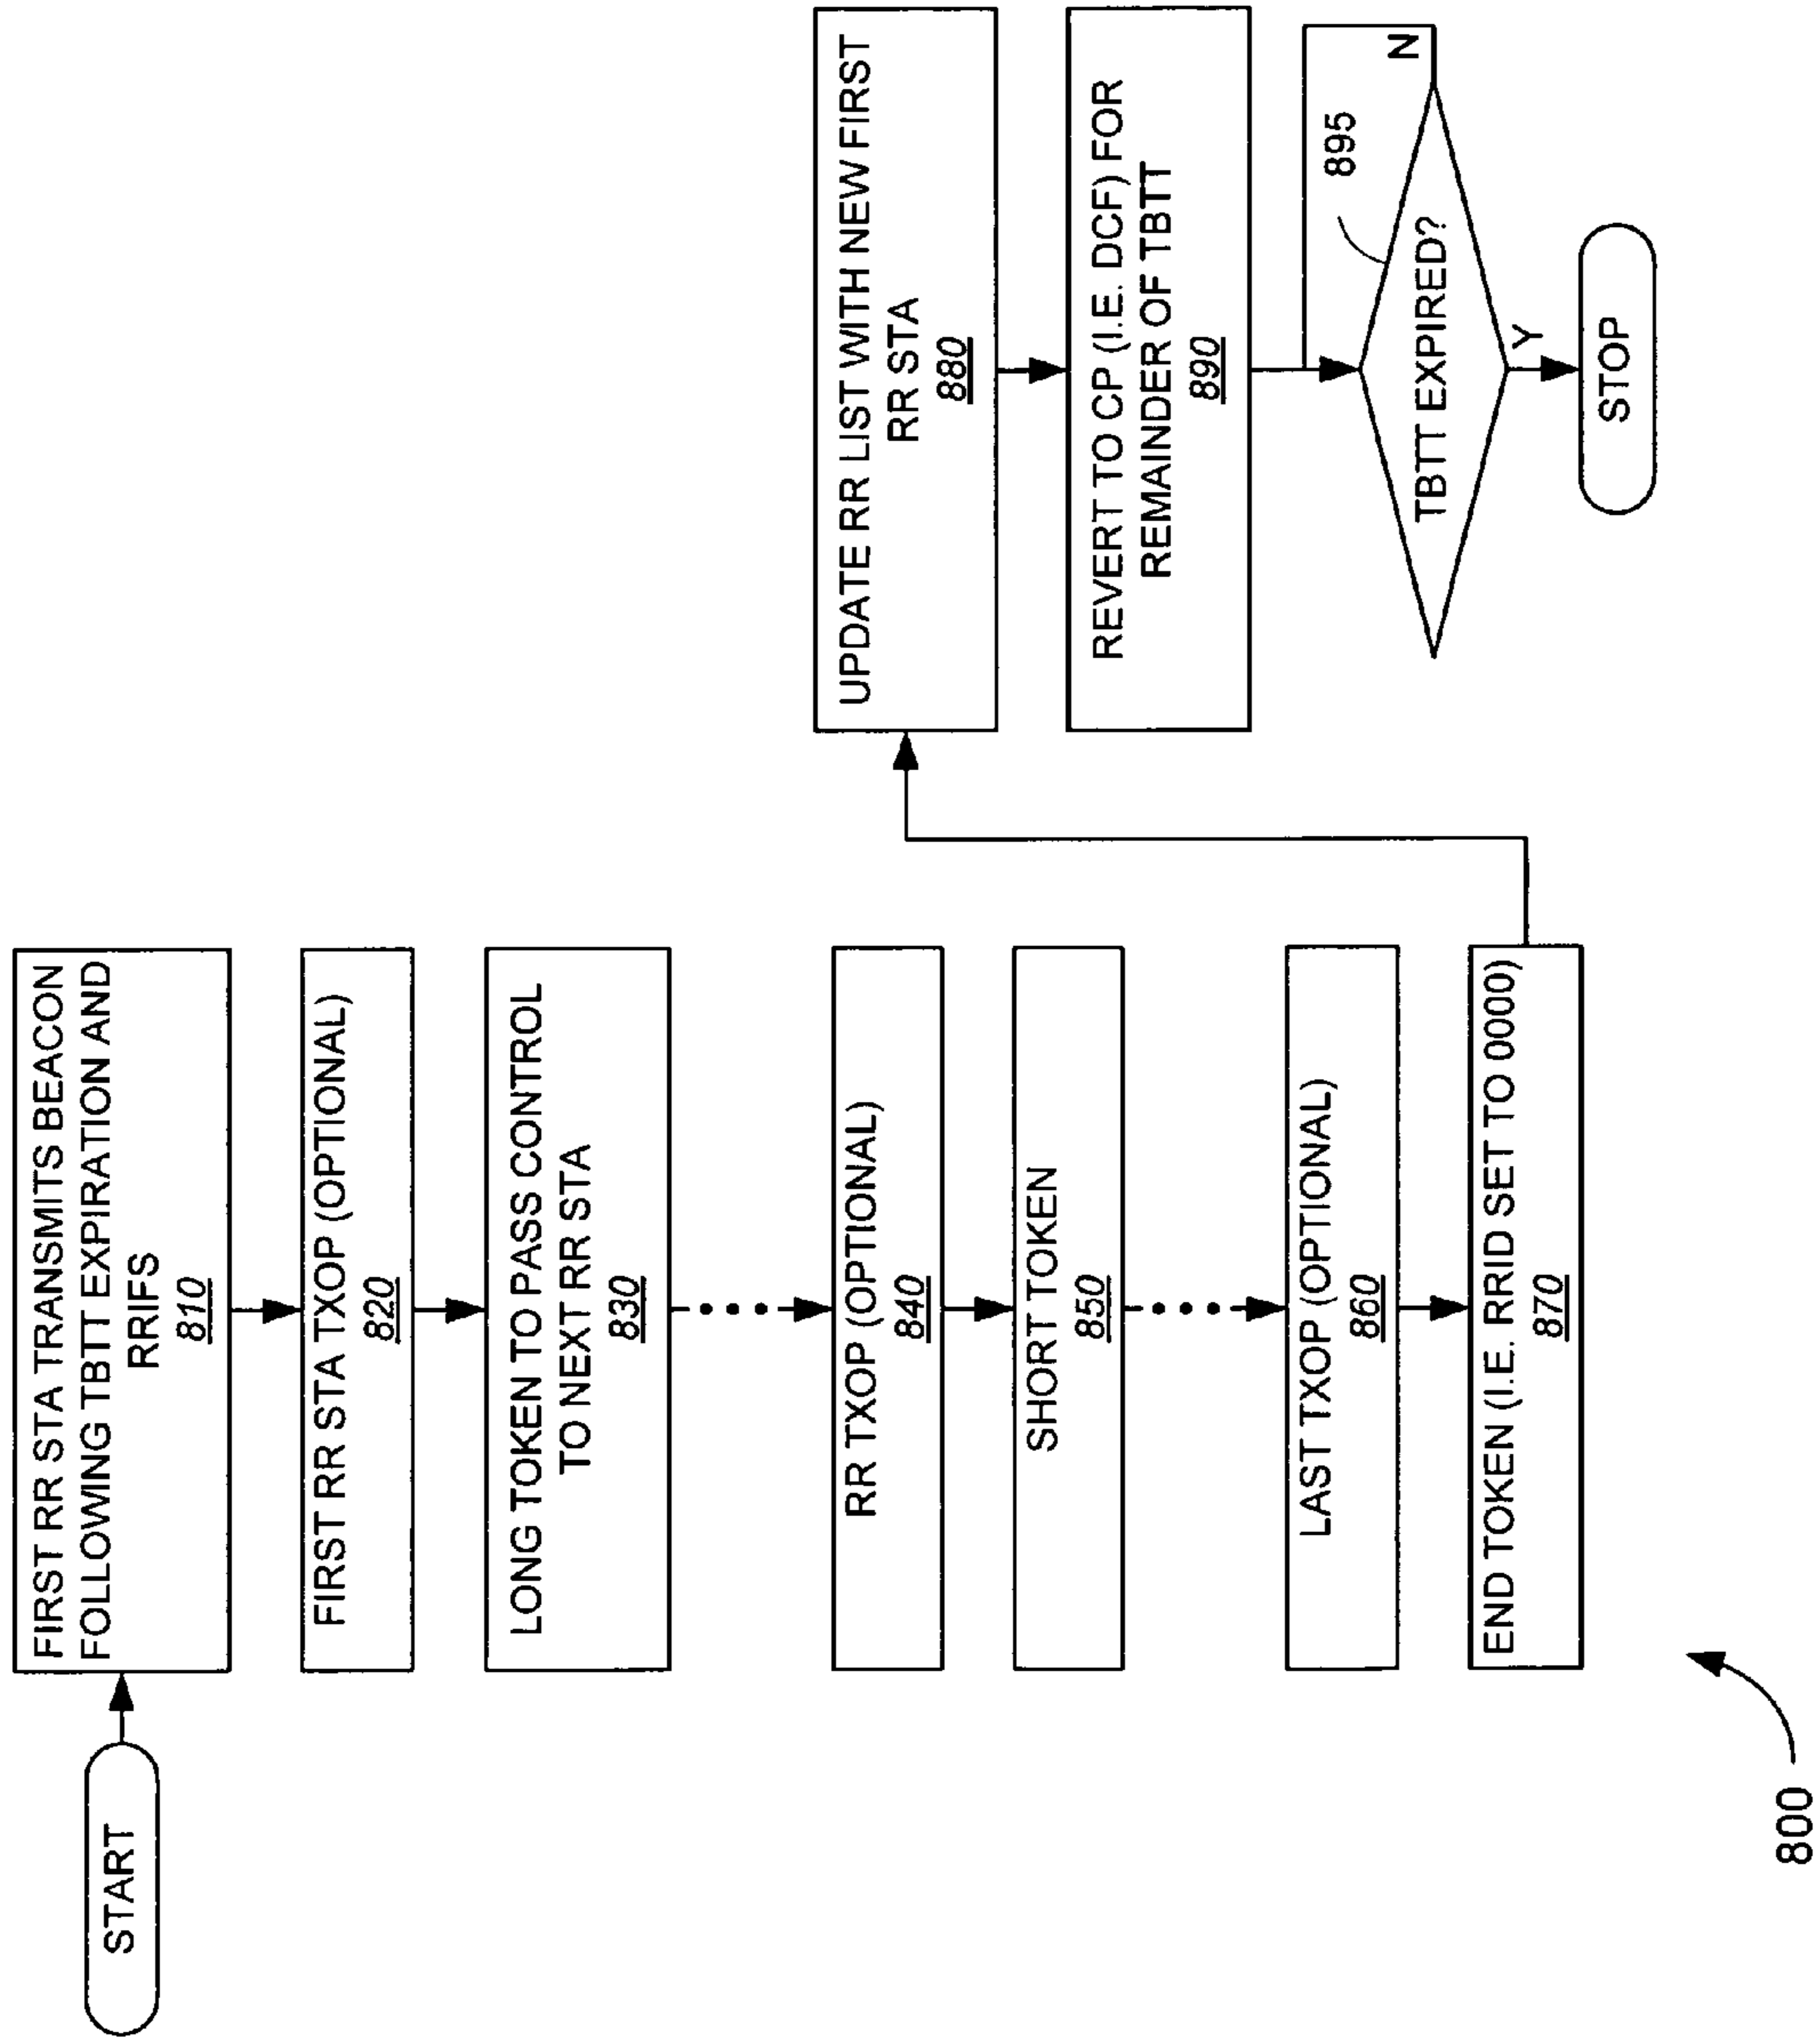 START
FIRST RR STA TRANSMITS BEACON
FOLLOWING TBTT EXPIRATION AND
RRIFS
810
FIRST RR STA TXOP (OPTIONAL)
820
LONG TOKEN TO PASS CONTROL
TO NEXT RR STA
830
RR TXOP (OPTIONAL)
840
SHORT TOKEN
850
LAST TXOP (OPTIONAL)
860
END TOKEN (I.E. RRID SET TO 0000)
870
UPDATE RR LIST WITH NEW FIRST
RR STA
880
REVERT TO CP (I.E. DCF) FOR
REMAINDER OF TBTT
890
895
TBTT EXPIRED?
N
Y
STOP
800